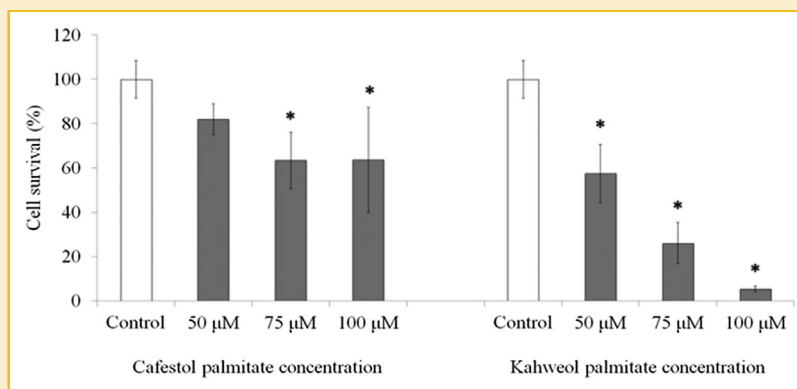 Cell survival (%)
120
100
80
60
40
20
0
*
*
*
*
*
Control 50 μM 75 μM 100 μM
Control 50 μM 75 μM 100 μM
Cafestol palmitate concentration
Kahweol palmitate concentration